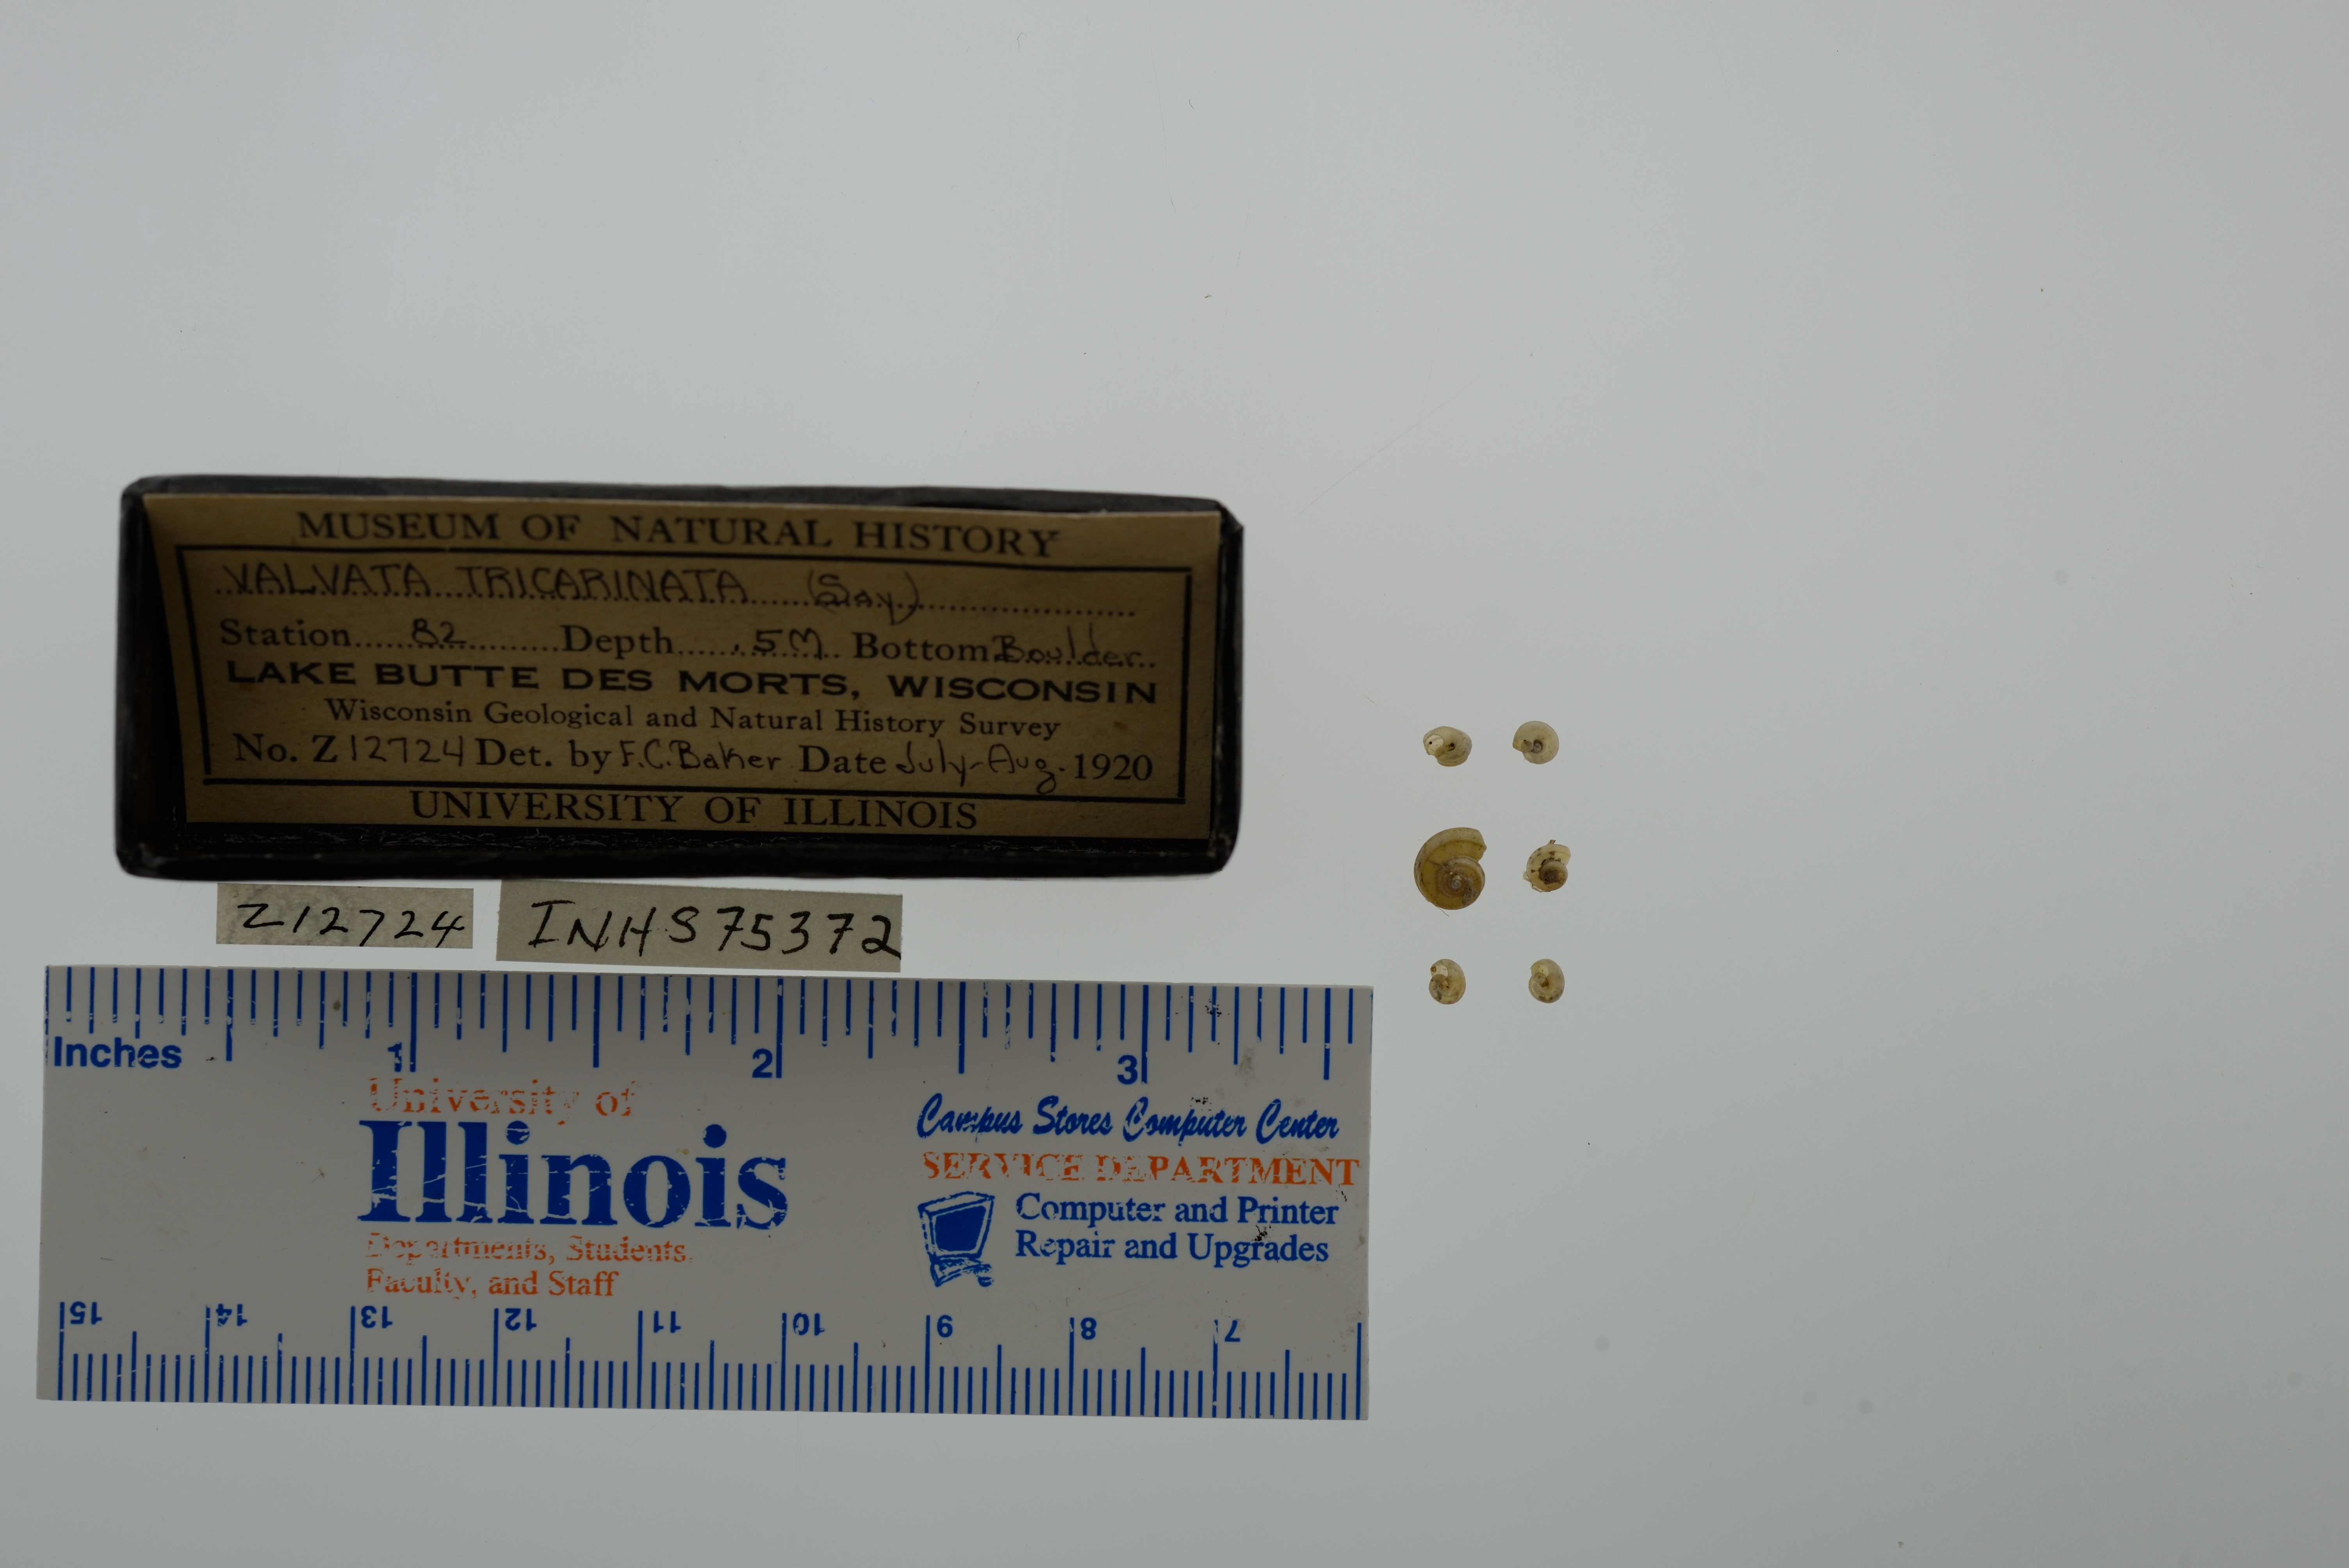 MUSEUM OF NATURAL HISTORY
VALVATA TRICARINATA (Say)
Station 82 Depth .5M Bottom Boulder
LAKE BUTTE DES MORTS, WISCONSIN
Wisconsin Geological and Natural History Survey
No. Z12724 Det. by F.C. Baker Date July-Aug. 1920
UNIVERSITY OF ILLINOIS
Z12724 INHS75372
Inches 1 2 3
University of
Illinois
Departments, Students,
Faculty, and Staff
Campus Stores Computer Center
SERVICE DEPARTMENT
Computer and Printer
Repair and Upgrades
15 14 13 12 11 10 9 8 7